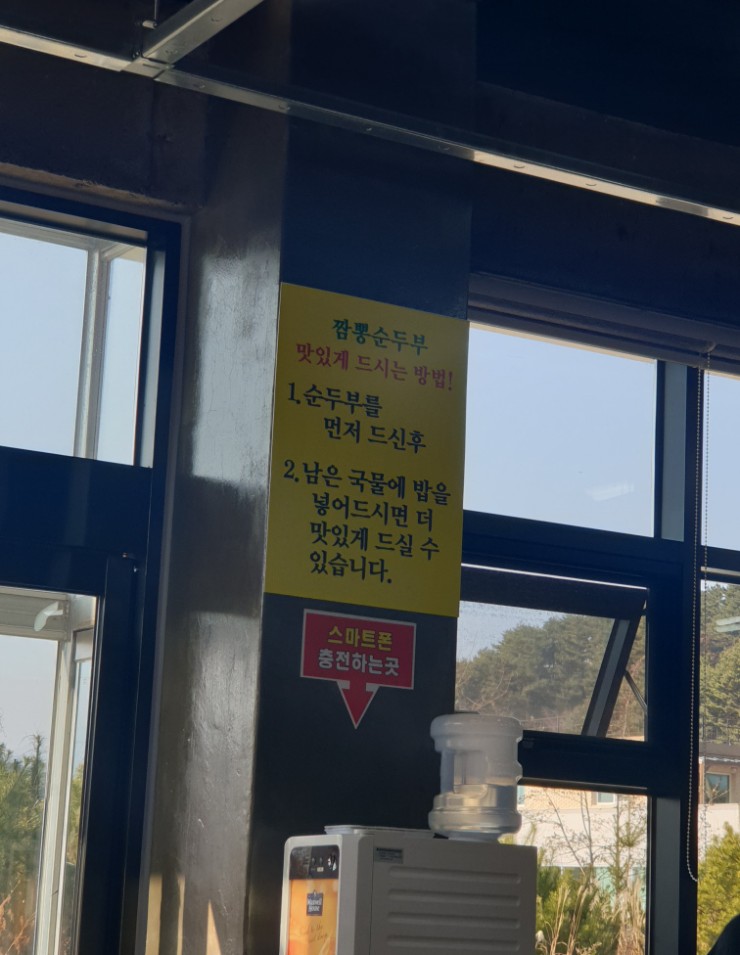 짬뽕순두부
맛있게 드시는 방법!
1. 순두부를
먼저 드신후
2. 남은 국물에 밥을
넣어드시면 더
맛있게 드실 수
있습니다.
스마트폰
충전하는곳